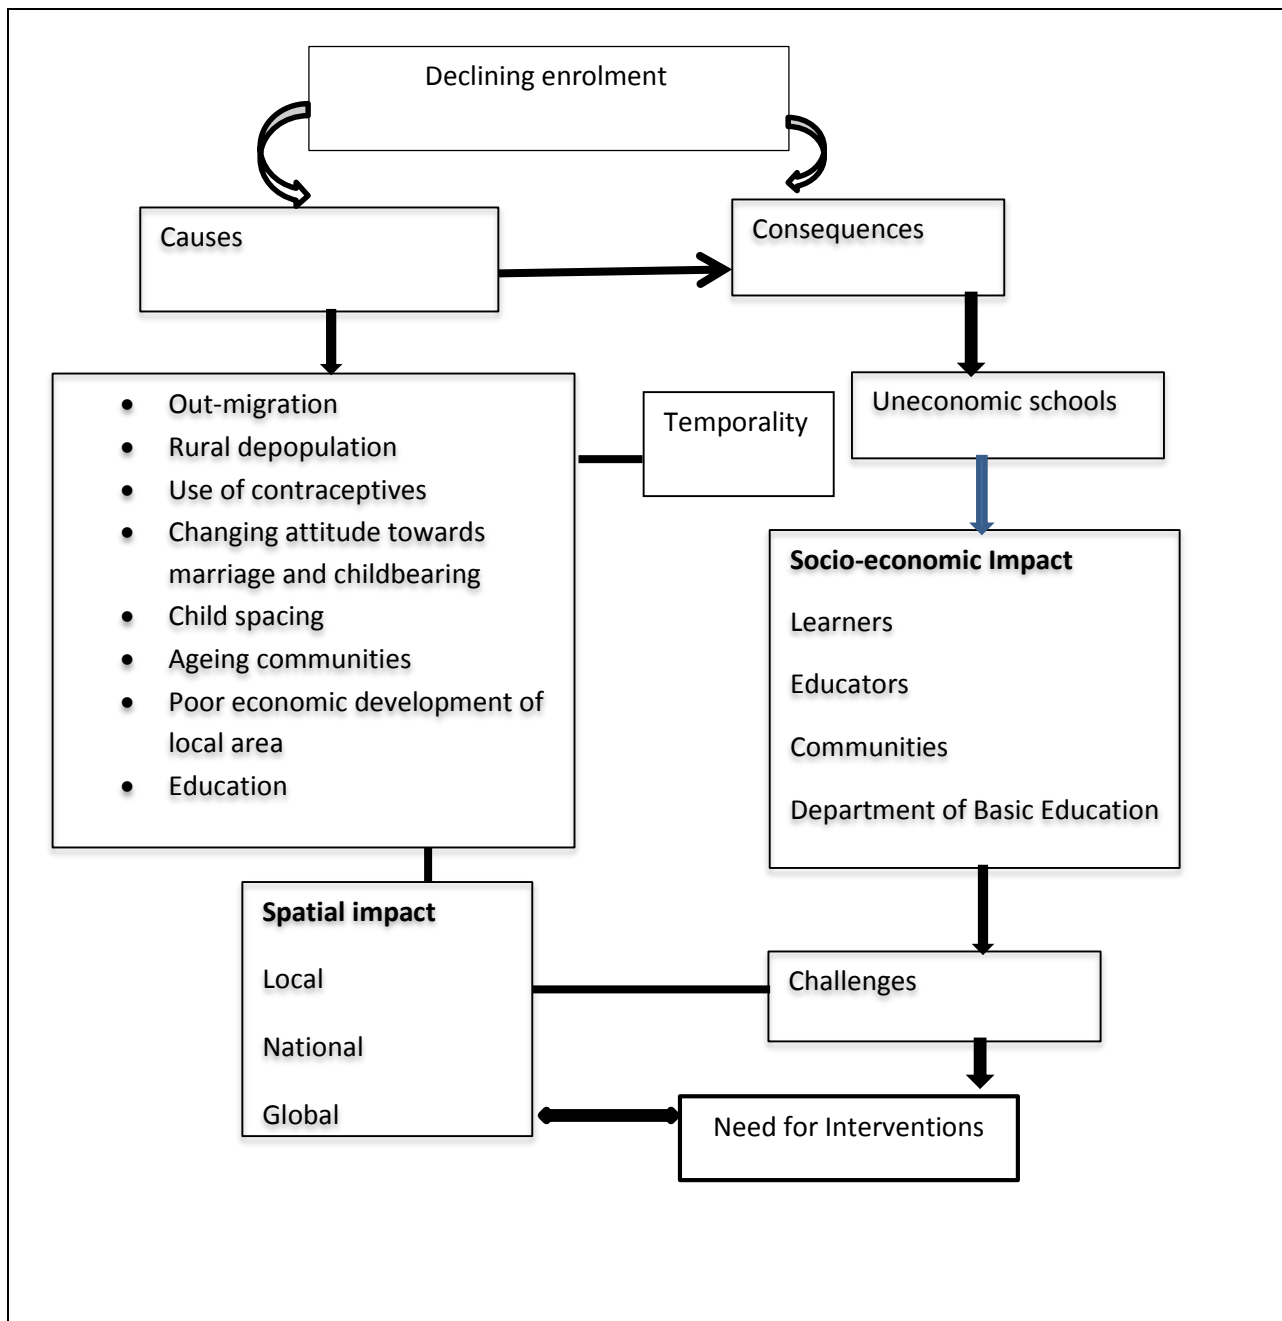 Declining enrolment
Causes
Consequences
• Out-migration
• Rural depopulation
• Use of contraceptives
• Changing attitude towards
marriage and childbearing
• Child spacing
• Ageing communities
• Poor economic development of
local area
• Education
Temporality
Uneconomic schools
Socio-economic Impact
Learners
Educators
Communities
Department of Basic Education
Spatial impact
Local
National
Global
Challenges
Need for Interventions